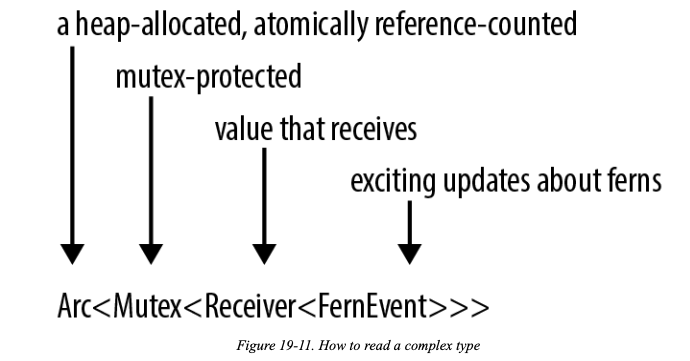 a heap-allocated, atomically reference-counted
mutex-protected
value that receives
exciting updates about ferns
Arc<Mutex<Receiver<FernEvent>>>
Figure 19-11. How to read a complex type